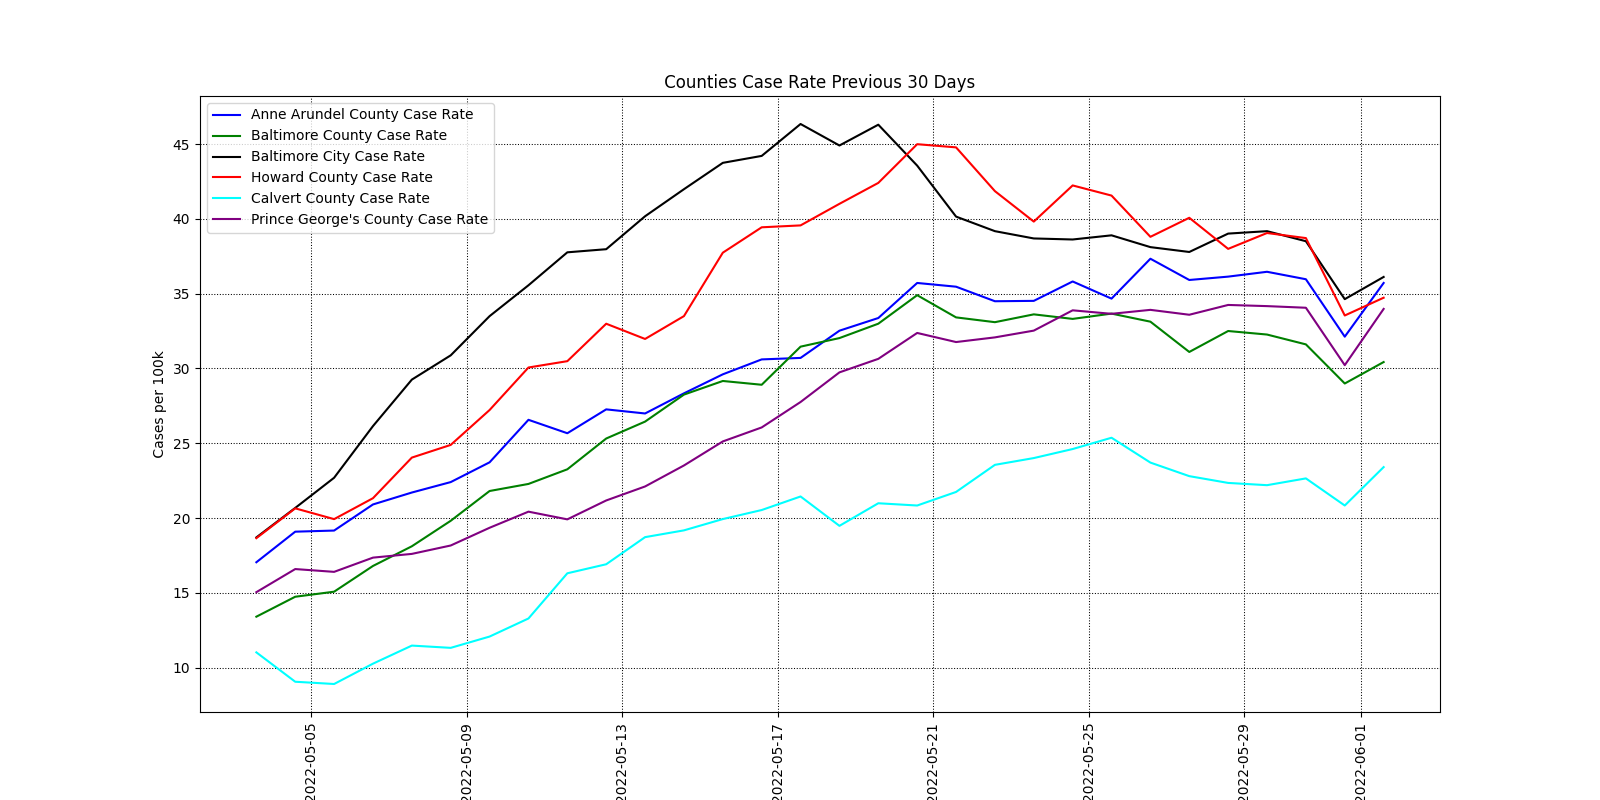 Counties Case Rate Previous 30 Days
Anne Arundel County Case Rate
Baltimore County Case Rate
Baltimore City Case Rate
Howard County Case Rate
Calvert County Case Rate
Prince George's County Case Rate
Cases per 100k
45
40
35
30
25
20
15
10
2022-05-05
2022-05-09
2022-05-13
2022-05-17
2022-05-21
2022-05-25
2022-05-29
2022-06-01